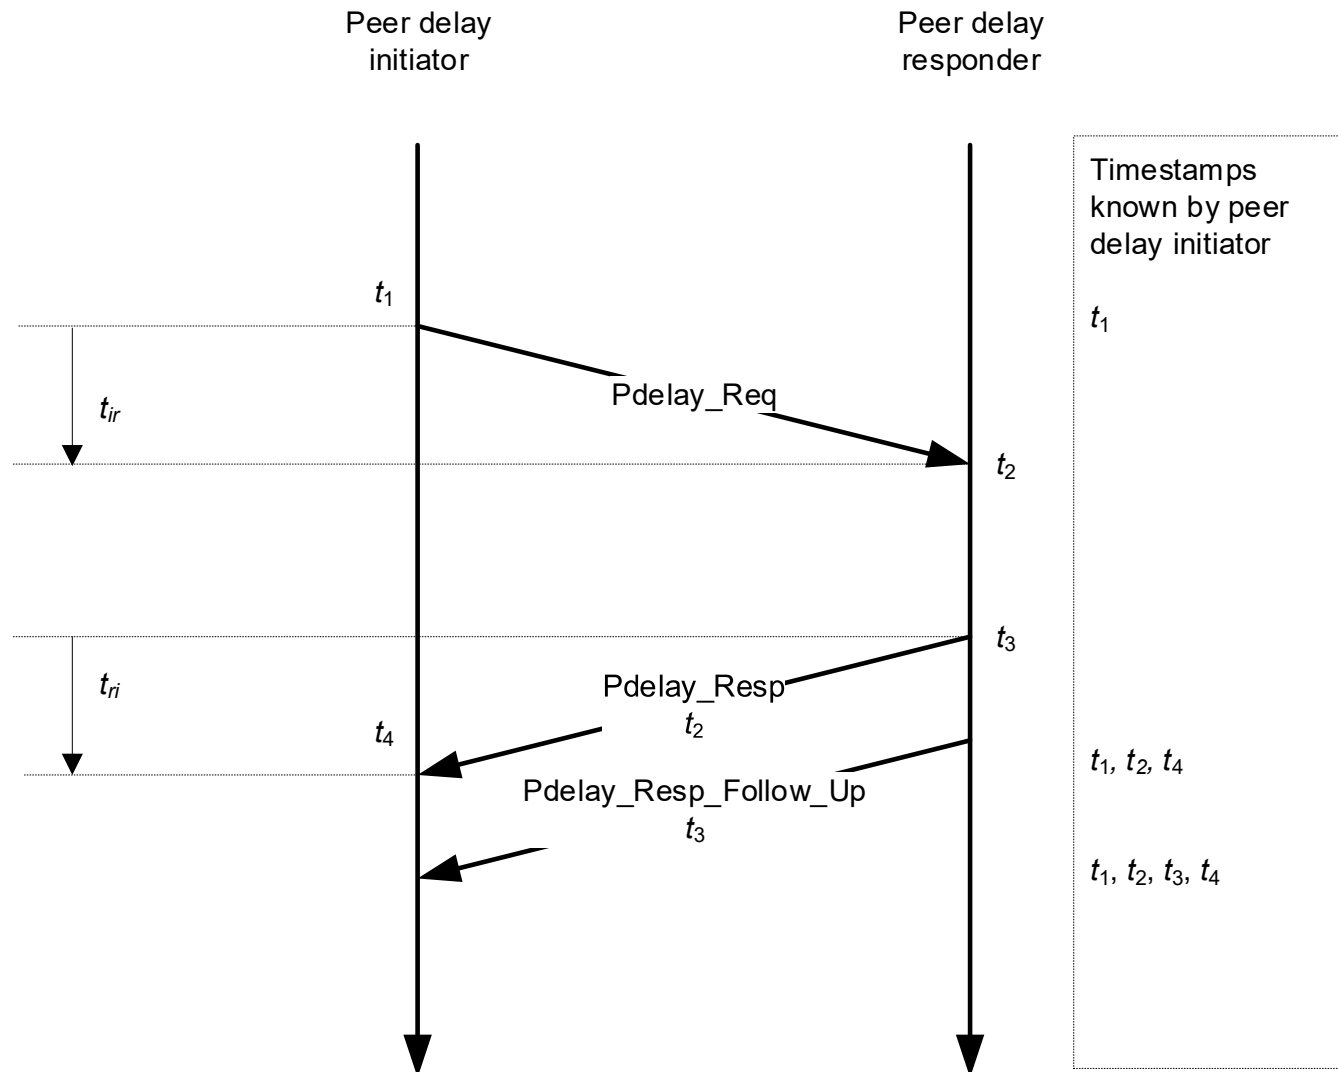 Peer delay
initiator
Peer delay
responder
Timestamps
known by peer
delay initiator
t₁
t₁
Pdelay_Req
tᵢᵣ
t₂
t₃
Pdelay_Resp
tᵣᵢ
t₂
t₄
t₁, t₂, t₄
Pdelay_Resp_Follow_Up
t₃
t₁, t₂, t₃, t₄